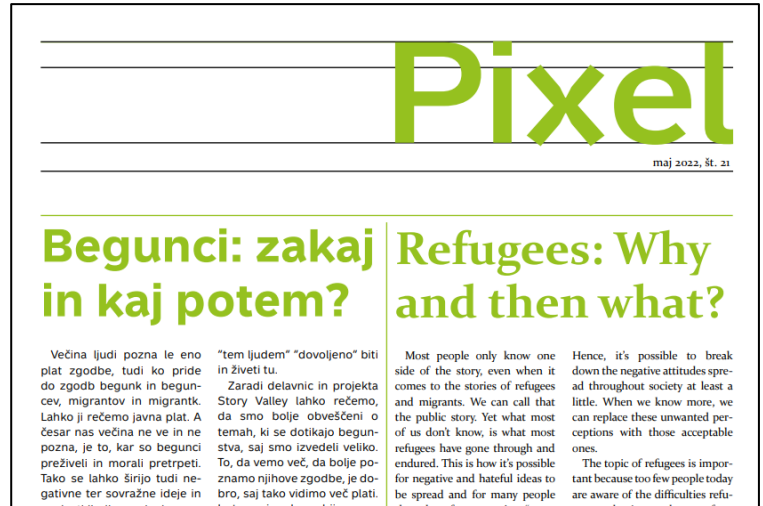 Pixel
maj 2022, št. 21
Begunci: zakaj
in kaj potem?
Večina ljudi pozna le eno
plat zgodbe, tudi ko pride
do zgodb begunk in begun-
cev, migrantov in migrantk.
Lahko ji rečemo javna plat. A
česar nas večina ne ve in ne
pozna, je to, kar so begunci
preživeli in morali pretrpeti.
Tako se lahko širijo tudi ne-
gativne ter sovražne ideje in
"tem ljudem" "dovoljeno" biti
in živeti tu.
Zaradi delavnic in projekta
Story Valley lahko rečemo,
da smo bolje obveščeni o
temah, ki se dotikajo begun-
stva, saj smo izvedeli veliko.
To, da vemo več, da bolje po-
znamo njihove zgodbe, je do-
bro, saj tako vidimo več plati.
Refugees: Why
and then what?
Most people only know one
side of the story, even when it
comes to the stories of refugees
and migrants. We can call that
the public story. Yet what most
of us don't know, is what most
refugees have gone through and
endured. This is how it's possible
for negative and hateful ideas to
be spread and for many people
Hence, it's possible to break
down the negative attitudes spre-
ad throughout society at least a
little. When we know more, we
can replace these unwanted per-
ceptions with those acceptable
ones.
The topic of refugees is impor-
tant because too few people today
are aware of the difficulties refu-